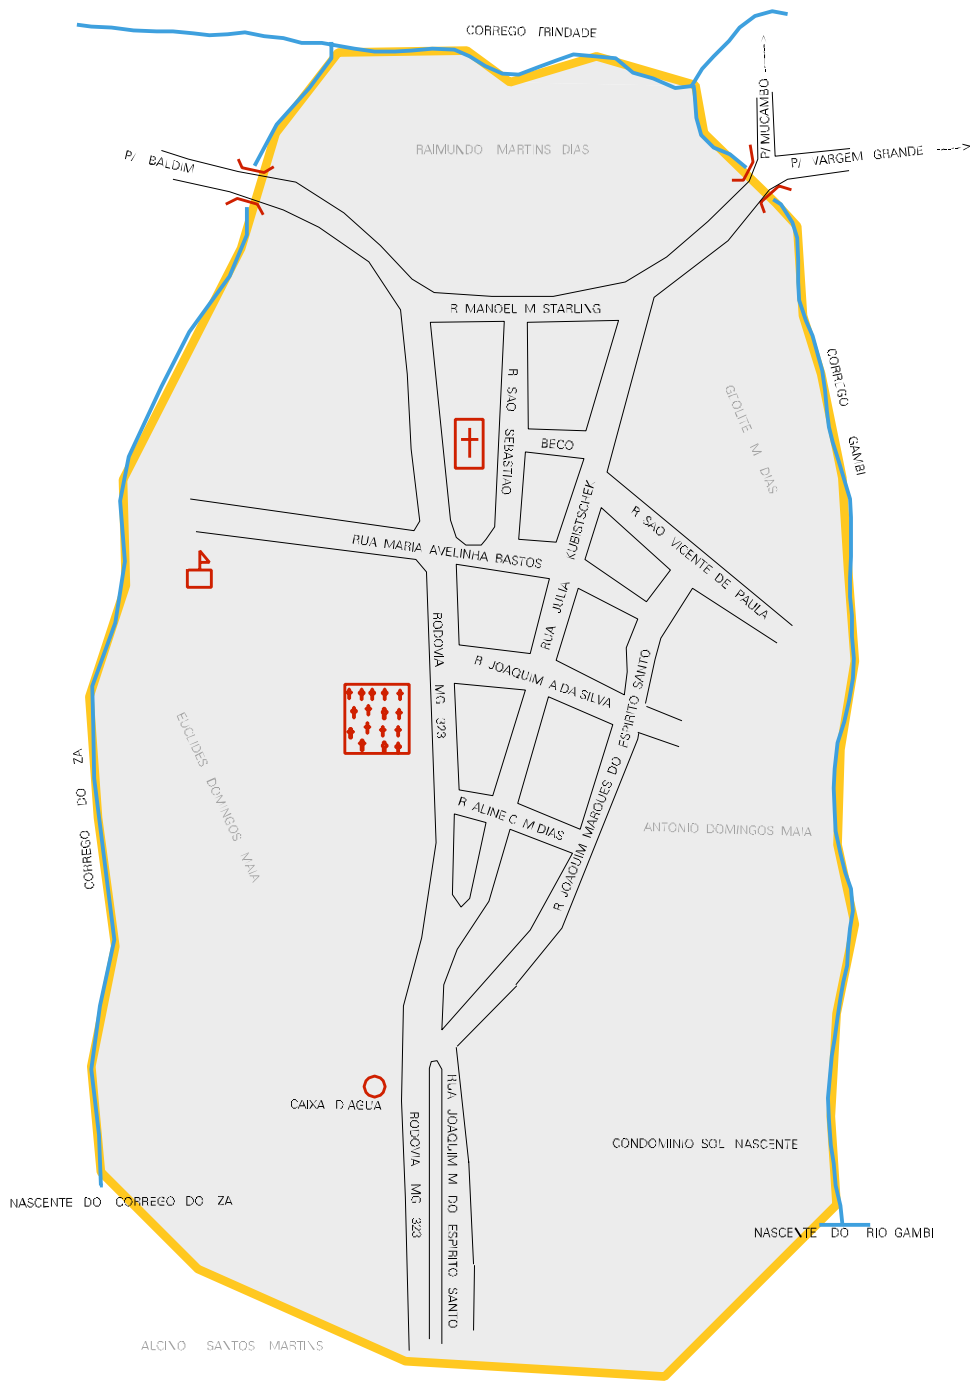 CORREGO TRINDADE
P/ MUCAMBO
P/ BALDIM
RAIMUNDO MARTINS DIAS
P/ VARGEM GRANDE
R MANOEL M STARLING
R SAO SEBASTIAO
CORREGO GAMBI
GEOLITE M DIAS
BECO
KUBISTSCHEK
R SAO VICENTE DE PAULA
RUA MARIA AVELINHA BASTOS
RUA JULIA
RODOVIA MG 323
R JOAQUIM A DA SILVA
R JOAQUIM MARQUES DO ESPIRITO SANTO
EUCLIDES DOMINGOS MAIA
CORREGO DO ZA
R ALINE C M DIAS
ANTONIO DOMINGOS MAIA
CAIXA D AGUA
RODOVIA MG 323
RUA JOAQUIM M DO ESPIRITO SANTO
CONDOMINIO SOL NASCENTE
NASCENTE DO CORREGO DO ZA
NASCENTE DO RIO GAMBI
ALCINO SANTOS MARTINS